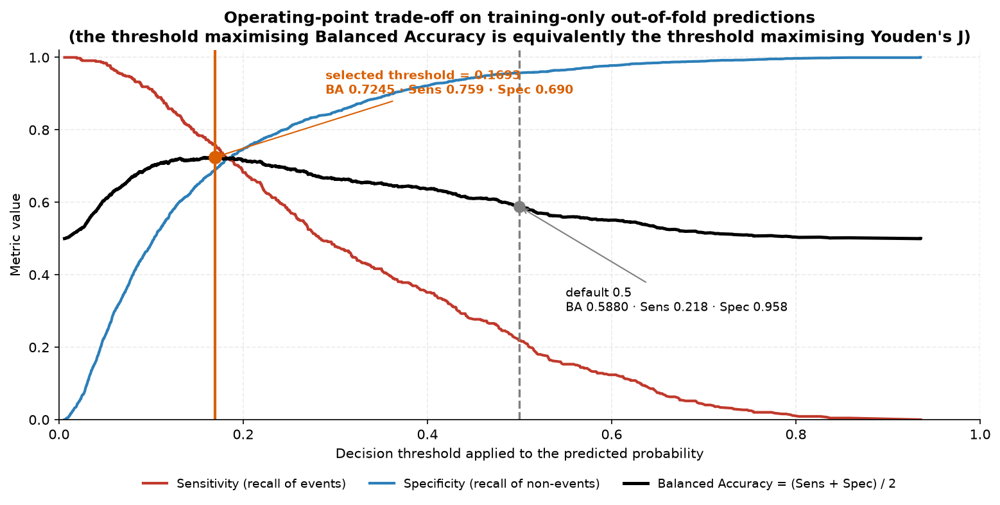 Operating-point trade-off on training-only out-of-fold predictions
(the threshold maximising Balanced Accuracy is equivalently the threshold maximising Youden's J)
Metric value
1.0
0.8
0.6
0.4
0.2
0.0
selected threshold = 0.1693
BA 0.7245 · Sens 0.759 · Spec 0.690
default 0.5
BA 0.5880 · Sens 0.218 · Spec 0.958
0.0 0.2 0.4 0.6 0.8 1.0
Decision threshold applied to the predicted probability
Sensitivity (recall of events) Specificity (recall of non-events) Balanced Accuracy = (Sens + Spec) / 2